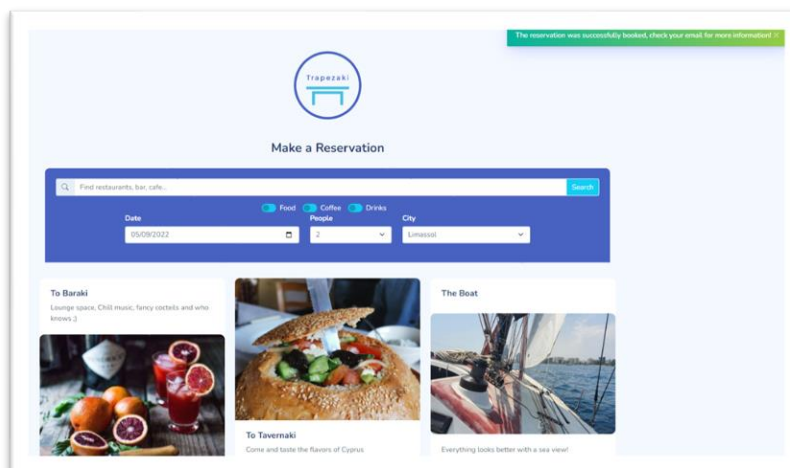 The reservation was successfully booked, check your email for more information! ×
Trapezaki
Make a Reservation
Find restaurants, bar, cafe...
Search
Food Coffee Drinks
Date People City
05/09/2022 2 Limassol
To Baraki
Lounge space, Chill music, fancy coctails and who
knows ;)
To Tavernaki
Come and taste the flavors of Cyprus
The Boat
Everything looks better with a sea view!